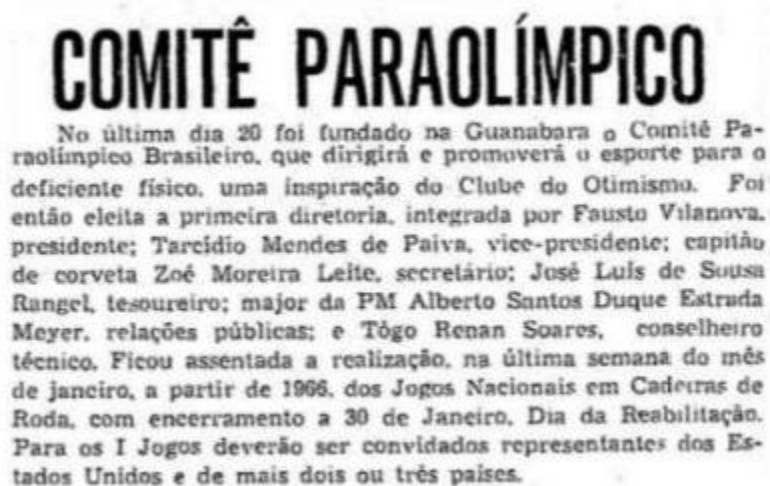 COMITÊ PARAOLÍMPICO
No última dia 20 foi fundado na Guanabara o Comitê Pa-
raolímpico Brasileiro, que dirigirá e promoverá o esporte para o
deficiente físico, uma inspiração do Clube do Otimismo. Foi
então eleita a primeira diretoria, integrada por Fausto Vilanova,
presidente; Tarcídio Mendes de Paiva, vice-presidente; capitão
de corveta Zoé Moreira Leite, secretário; José Luís de Sousa
Rangel, tesoureiro; major da PM Alberto Santos Duque Estrada
Meyer, relações públicas; e Tôgo Renan Soares, conselheiro
técnico. Ficou assentada a realização, na última semana do mês
de janeiro, a partir de 1966, dos Jogos Nacionais em Cadeiras de
Roda, com encerramento a 30 de Janeiro, Dia da Reabilitação.
Para os I Jogos deverão ser convidados representantes dos Es-
tados Unidos e de mais dois ou três países.